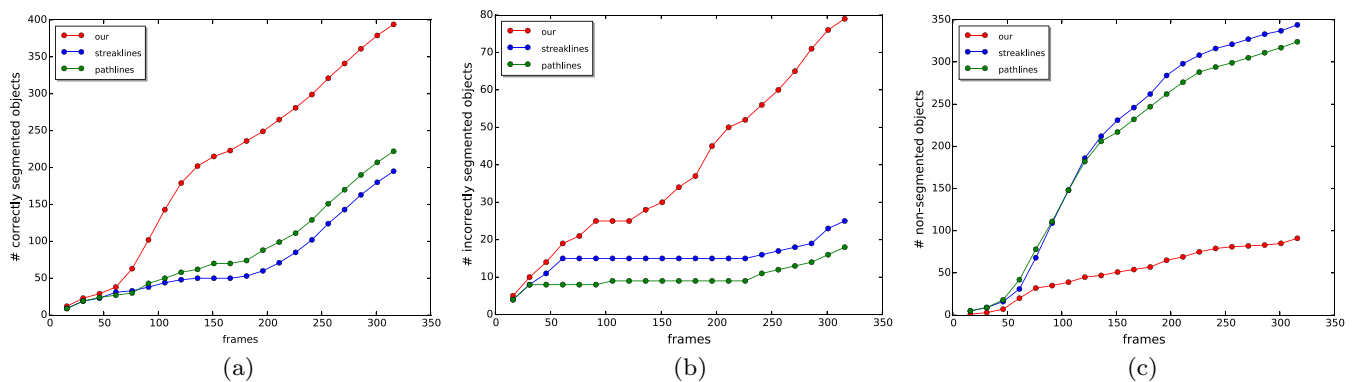 400
350
300
250
200
150
100
50
0
# correctly segmented objects
our
streaklines
pathlines
0 50 100 150 200 250 300 350
frames
(a)
80
70
60
50
40
30
20
10
0
# incorrectly segmented objects
our
streaklines
pathlines
0 50 100 150 200 250 300 350
frames
(b)
350
300
250
200
150
100
50
0
# non-segmented objects
our
streaklines
pathlines
0 50 100 150 200 250 300 350
frames
(c)